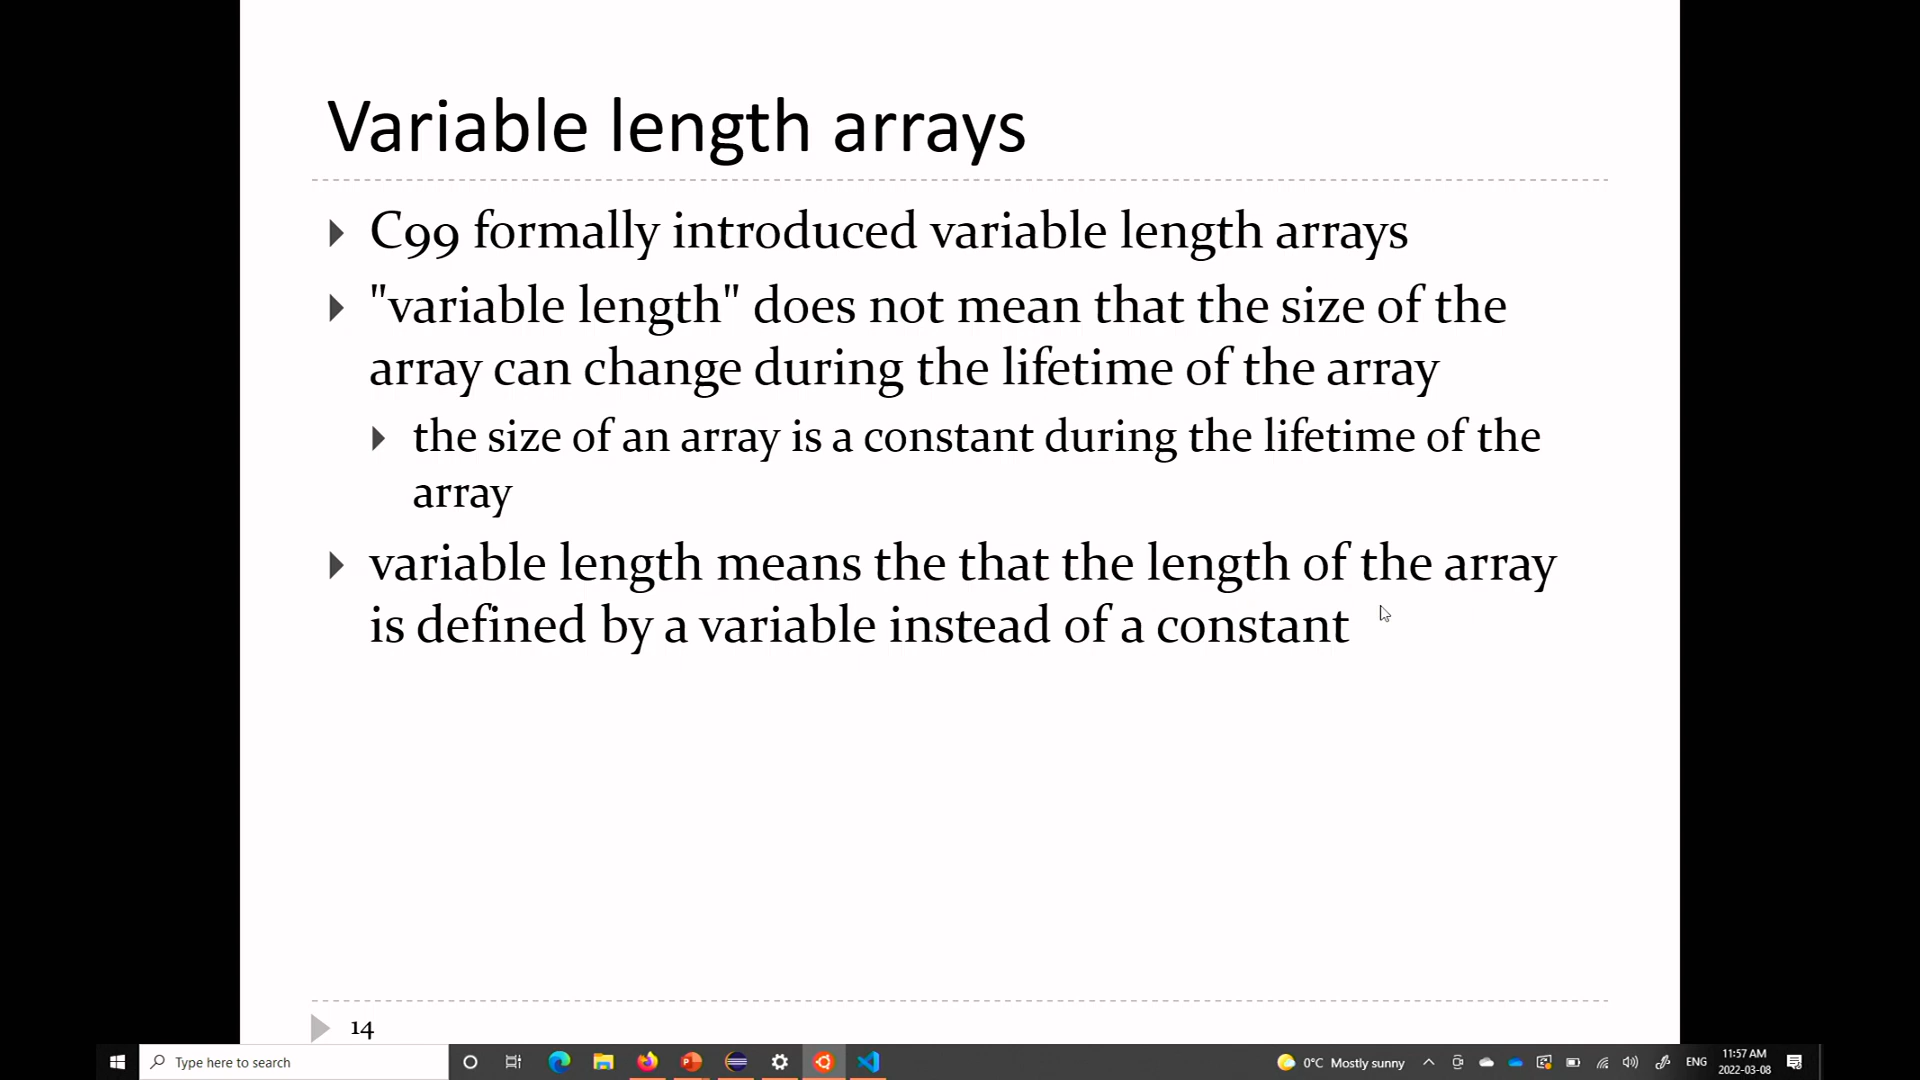 Variable length arrays
C99 formally introduced variable length arrays
"variable length" does not mean that the size of the
array can change during the lifetime of the array
the size of an array is a constant during the lifetime of the
array
variable length means the that the length of the array
is defined by a variable instead of a constant
14
Type here to search
0°C Mostly sunny
ENG
11:57 AM
2022-03-08